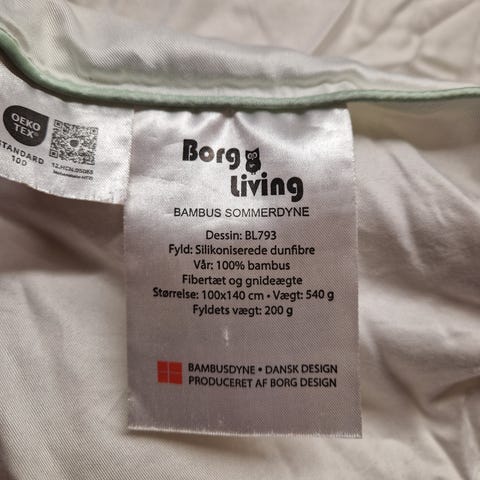 OEKO
TEX®
STANDARD
100
Borg
Living
BAMBUS SOMMERDYNE
Dessin: BL793
Fyld: Silikoniserede dunfibre
Vår: 100% bambus
Fibertæt og gnideægte
Størrelse: 100x140 cm • Vægt: 540 g
Fyldets vægt: 200 g
BAMBUSDYNE • DANSK DESIGN
PRODUCERET AF BORG DESIGN